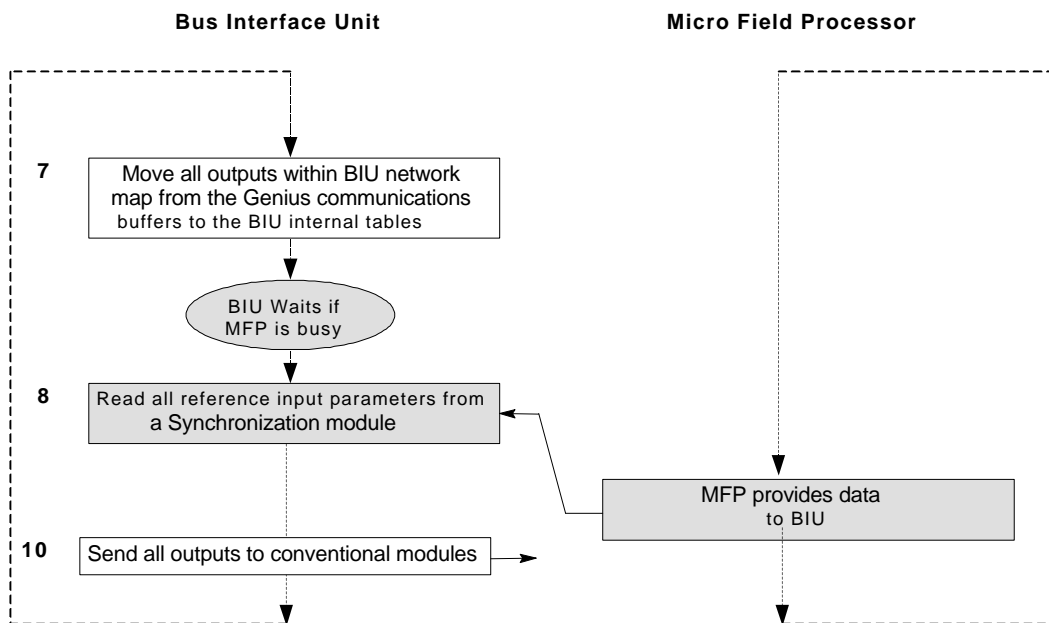 Bus Interface Unit
Micro Field Processor
7
Move all outputs within BIU network
map from the Genius communications
buffers to the BIU internal tables
BIU Waits if
MFP is busy
8
Read all reference input parameters from
a Synchronization module
MFP provides data
to BIU
10
Send all outputs to conventional modules